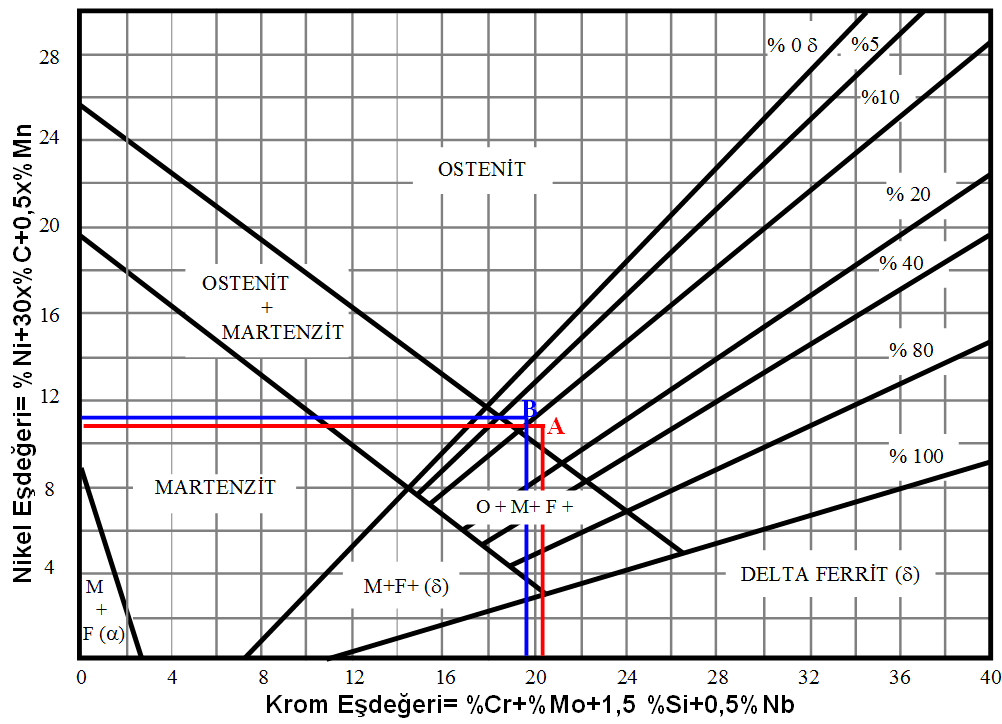 Nikel Eşdeğeri= % Ni+30x%C+0,5x%Mn
28
24
20
16
12
8
4
% 0 δ
%5
%10
% 20
% 40
% 80
% 100
OSTENİT
OSTENİT
+
MARTENZİT
B
A
MARTENZİT
O + M+ F +
M
+
F (α)
M+F+ (δ)
DELTA FERRİT (δ)
0
4
8
12
16
20
24
28
32
36
40
Krom Eşdeğeri= %Cr+%Mo+1,5 %Si+0,5%Nb